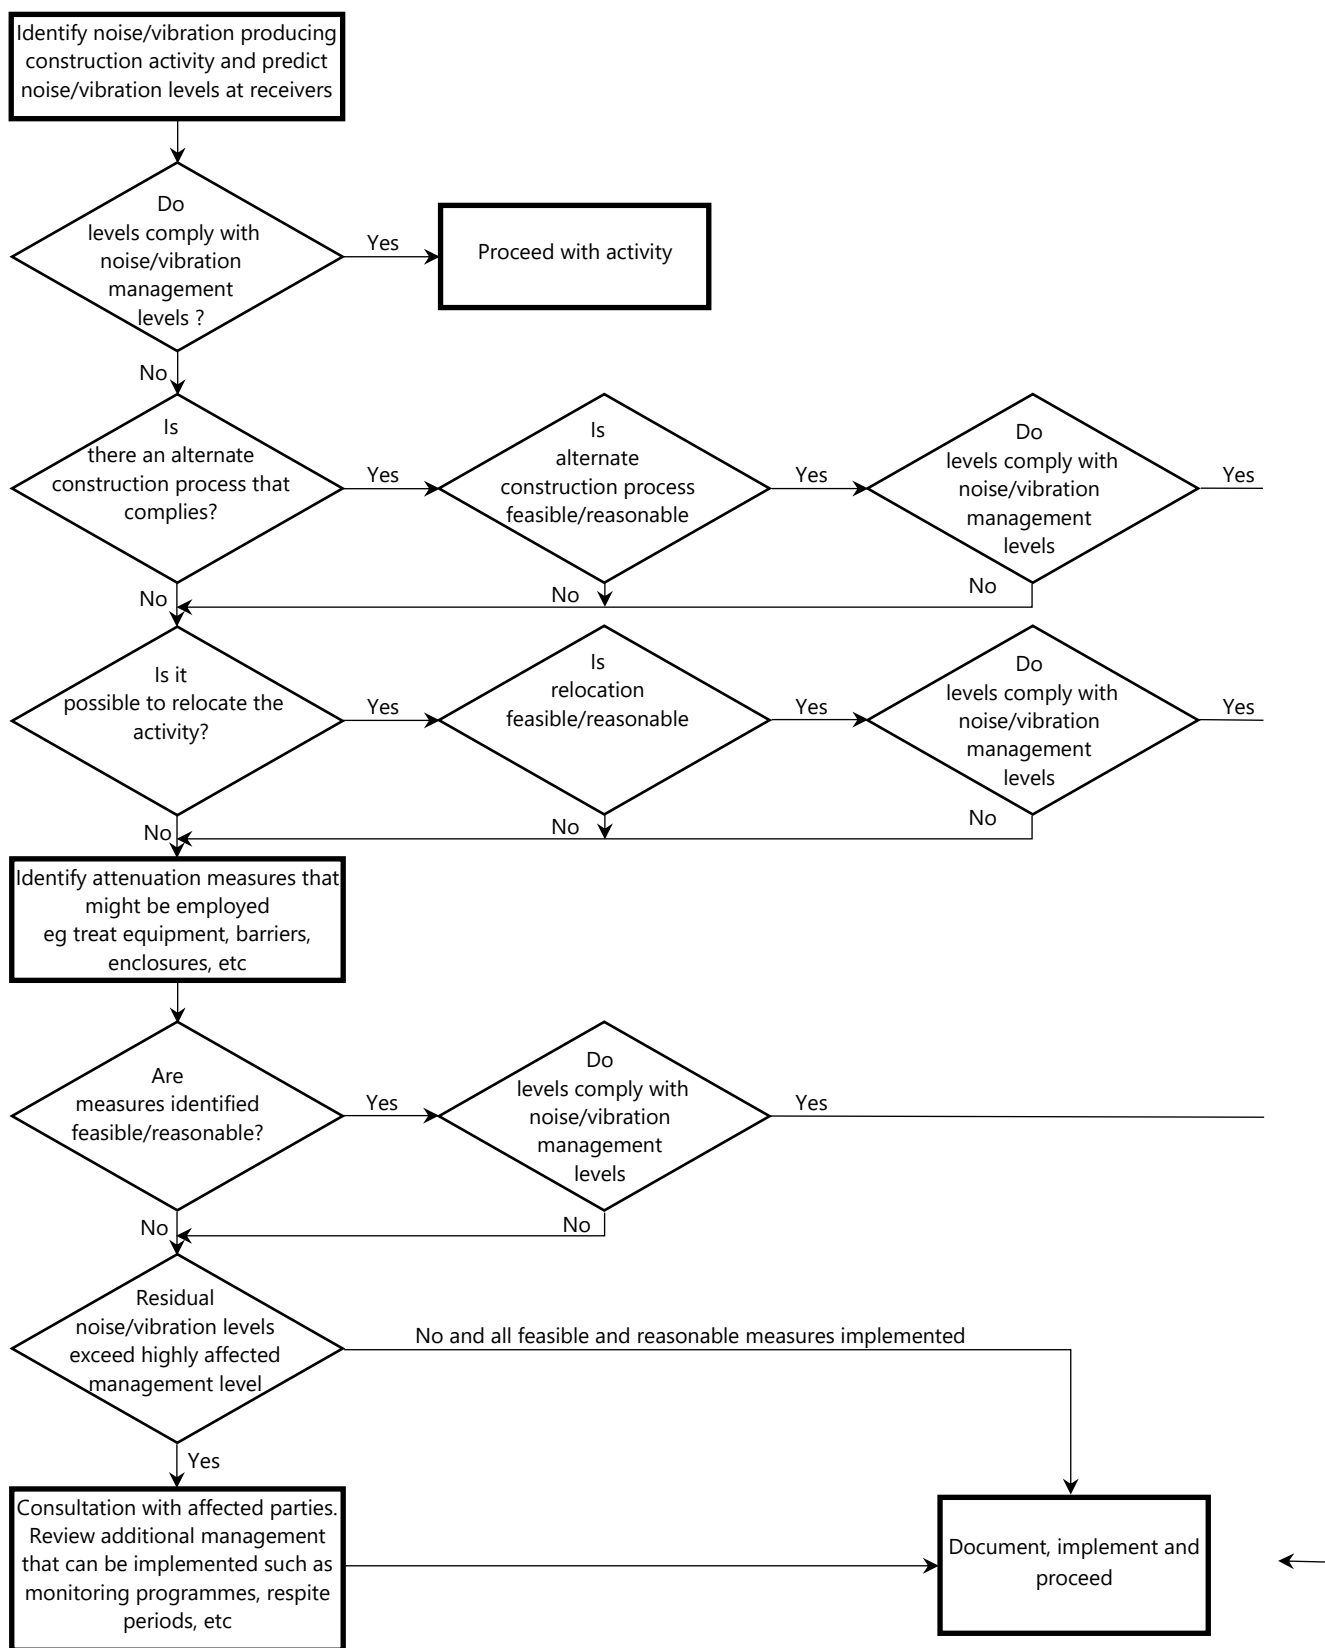 Identify noise/vibration producing
construction activity and predict
noise/vibration levels at receivers
Do
levels comply with
noise/vibration
management
levels ?
Yes
Proceed with activity
No
Is
there an alternate
construction process that
complies?
Yes
Is
alternate
construction process
feasible/reasonable
Yes
Do
levels comply with
noise/vibration
management
levels
Yes
No
No
No
Is it
possible to relocate the
activity?
Yes
Is
relocation
feasible/reasonable
Yes
Do
levels comply with
noise/vibration
management
levels
Yes
No
No
No
Identify attenuation measures that
might be employed
eg treat equipment, barriers,
enclosures, etc
Are
measures identified
feasible/reasonable?
Yes
Do
levels comply with
noise/vibration
management
levels
Yes
No
No
Residual
noise/vibration levels
exceed highly affected
management level
No and all feasible and reasonable measures implemented
Yes
Consultation with affected parties.
Review additional management
that can be implemented such as
monitoring programmes, respite
periods, etc
Document, implement and
proceed